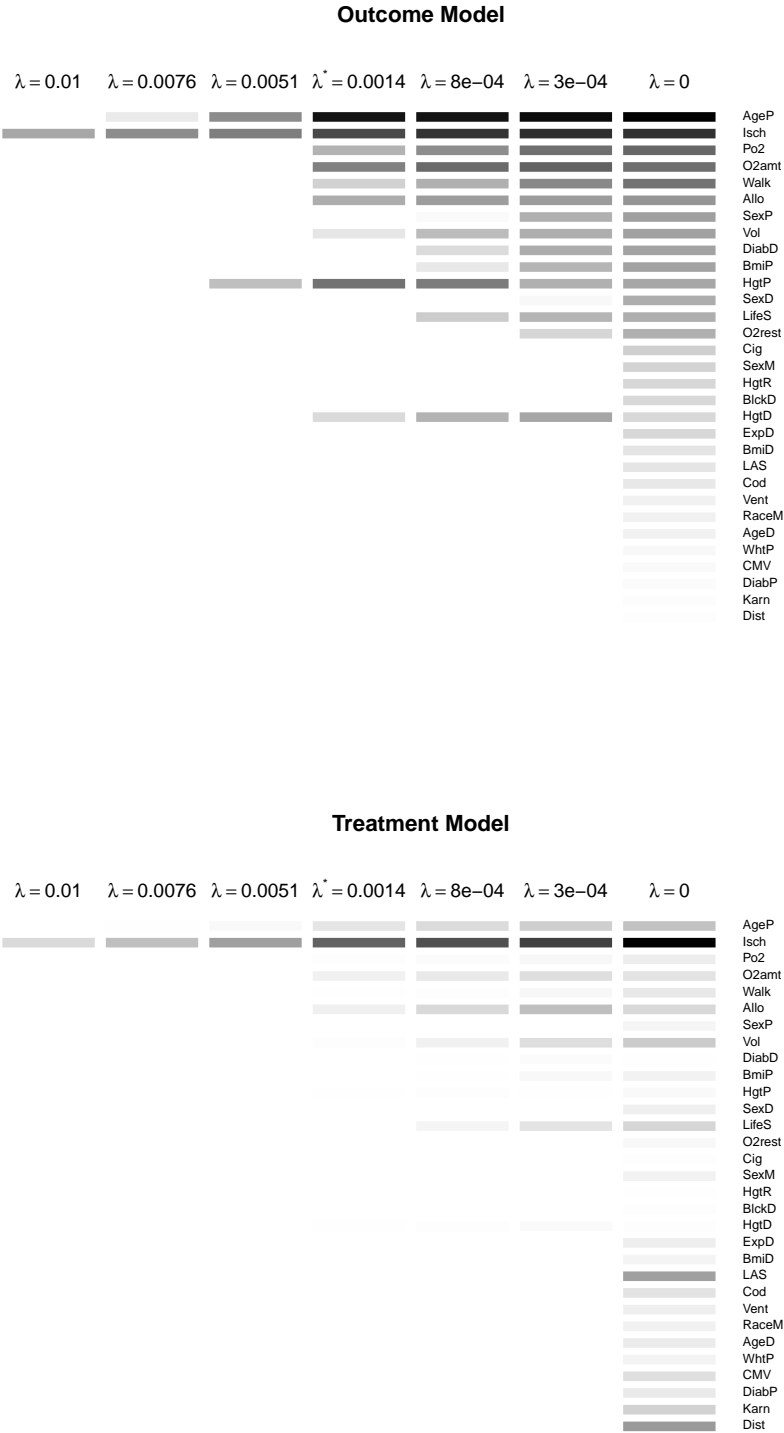 Outcome Model
λ = 0.01 λ = 0.0076 λ = 0.0051 λ* = 0.0014 λ = 8e−04 λ = 3e−04 λ = 0
AgeP
Isch
Po2
O2amt
Walk
Allo
SexP
Vol
DiabD
BmiP
HgtP
SexD
LifeS
O2rest
Cig
SexM
HgtR
BlckD
HgtD
ExpD
BmiD
LAS
Cod
Vent
RaceM
AgeD
WhtP
CMV
DiabP
Karn
Dist
Treatment Model
λ = 0.01 λ = 0.0076 λ = 0.0051 λ* = 0.0014 λ = 8e−04 λ = 3e−04 λ = 0
AgeP
Isch
Po2
O2amt
Walk
Allo
SexP
Vol
DiabD
BmiP
HgtP
SexD
LifeS
O2rest
Cig
SexM
HgtR
BlckD
HgtD
ExpD
BmiD
LAS
Cod
Vent
RaceM
AgeD
WhtP
CMV
DiabP
Karn
Dist